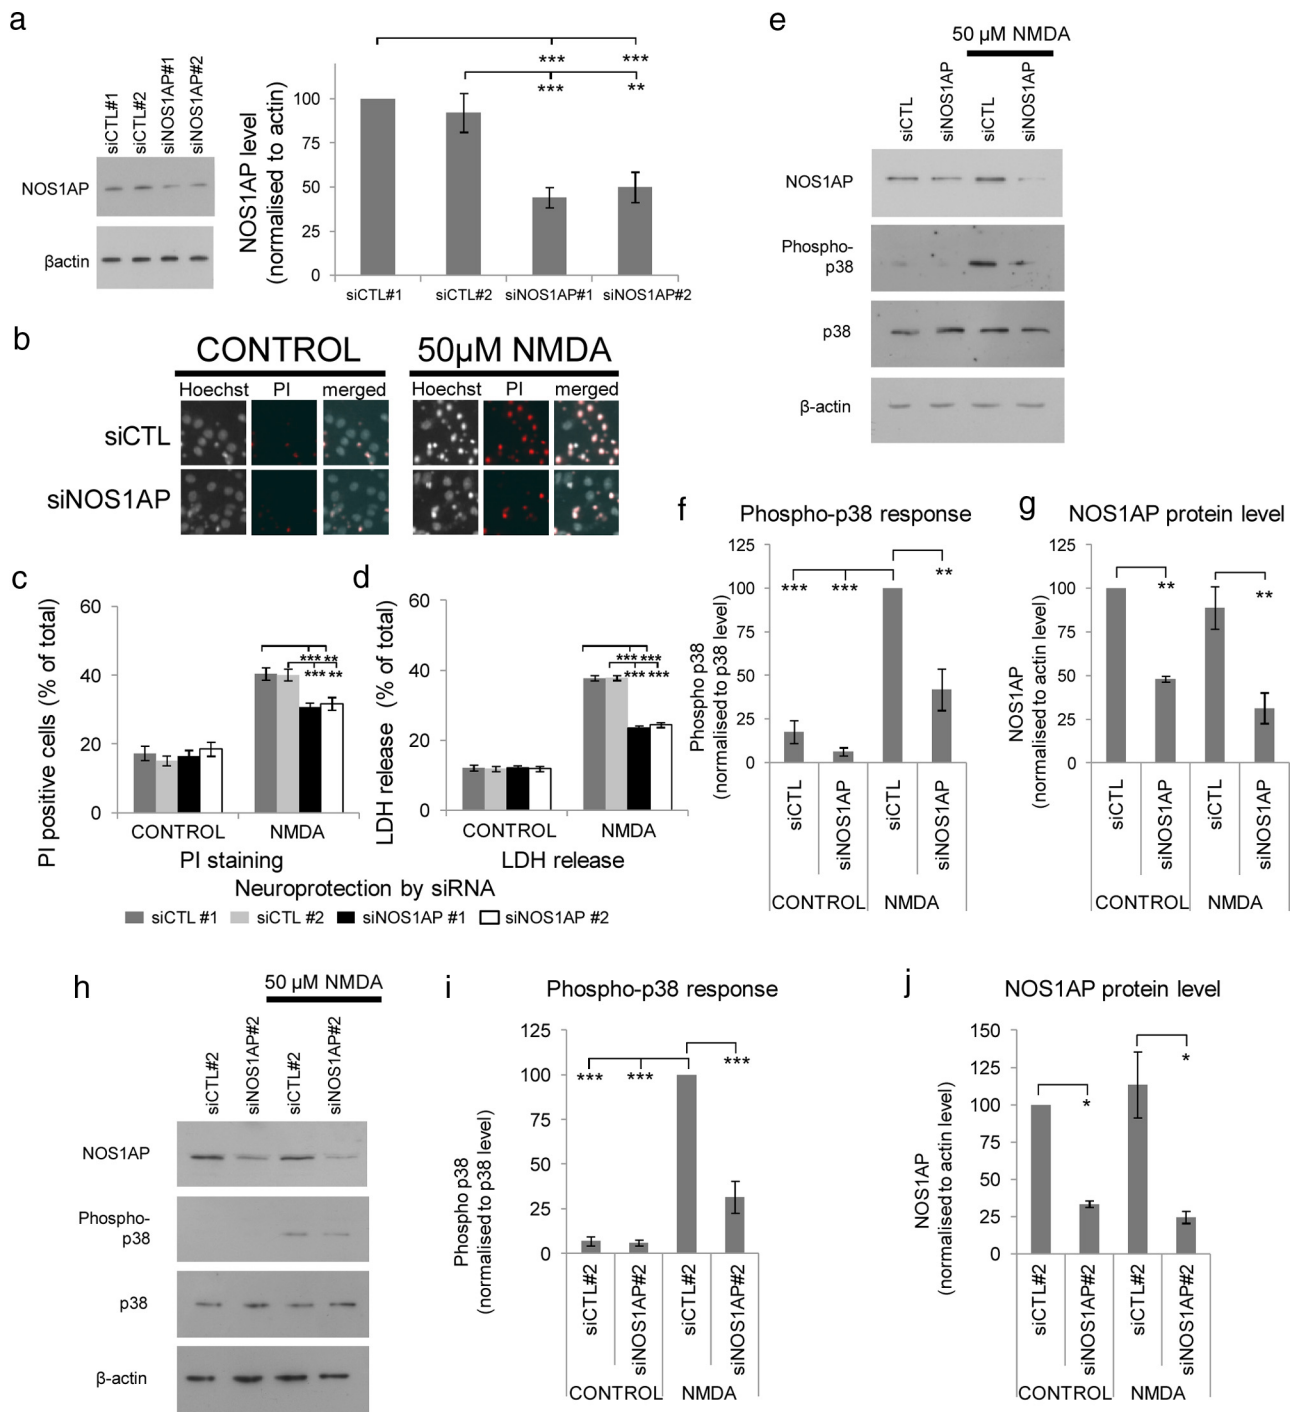 a
siCTL#1
siCTL#2
siNOS1AP#1
siNOS1AP#2
NOS1AP
βactin
NOS1AP level
(normalised to actin)
100
75
50
25
0
*** ***
*** **
siCTL#1 siCTL#2 siNOS1AP#1 siNOS1AP#2
b
CONTROL 50µM NMDA
Hoechst PI merged Hoechst PI merged
siCTL
siNOS1AP
c
PI positive cells (% of total)
60
40
20
0
*** **
*** **
CONTROL NMDA
PI staining
d
LDH release (% of total)
60
40
20
0
*** ***
*** ***
CONTROL NMDA
LDH release
Neuroprotection by siRNA
siCTL #1 siCTL #2 siNOS1AP #1 siNOS1AP #2
e
50 µM NMDA
siCTL
siNOS1AP
siCTL
siNOS1AP
NOS1AP
Phospho-
p38
p38
β-actin
f
Phospho-p38 response
Phospho p38
(normalised to p38 level)
125
100
75
50
25
0
*** *** **
siCTL
siNOS1AP
siCTL
siNOS1AP
CONTROL NMDA
g
NOS1AP protein level
NOS1AP
(normalised to actin level)
125
100
75
50
25
0
** **
siCTL
siNOS1AP
siCTL
siNOS1AP
CONTROL NMDA
h
50 µM NMDA
siCTL#2
siNOS1AP#2
siCTL#2
siNOS1AP#2
NOS1AP
Phospho-
p38
p38
β-actin
i
Phospho-p38 response
Phospho p38
(normalised to p38 level)
125
100
75
50
25
0
*** *** ***
siCTL#2
siNOS1AP#2
siCTL#2
siNOS1AP#2
CONTROL NMDA
j
NOS1AP protein level
NOS1AP
(normalised to actin level)
150
125
100
75
50
25
0
* *
siCTL#2
siNOS1AP#2
siCTL#2
siNOS1AP#2
CONTROL NMDA